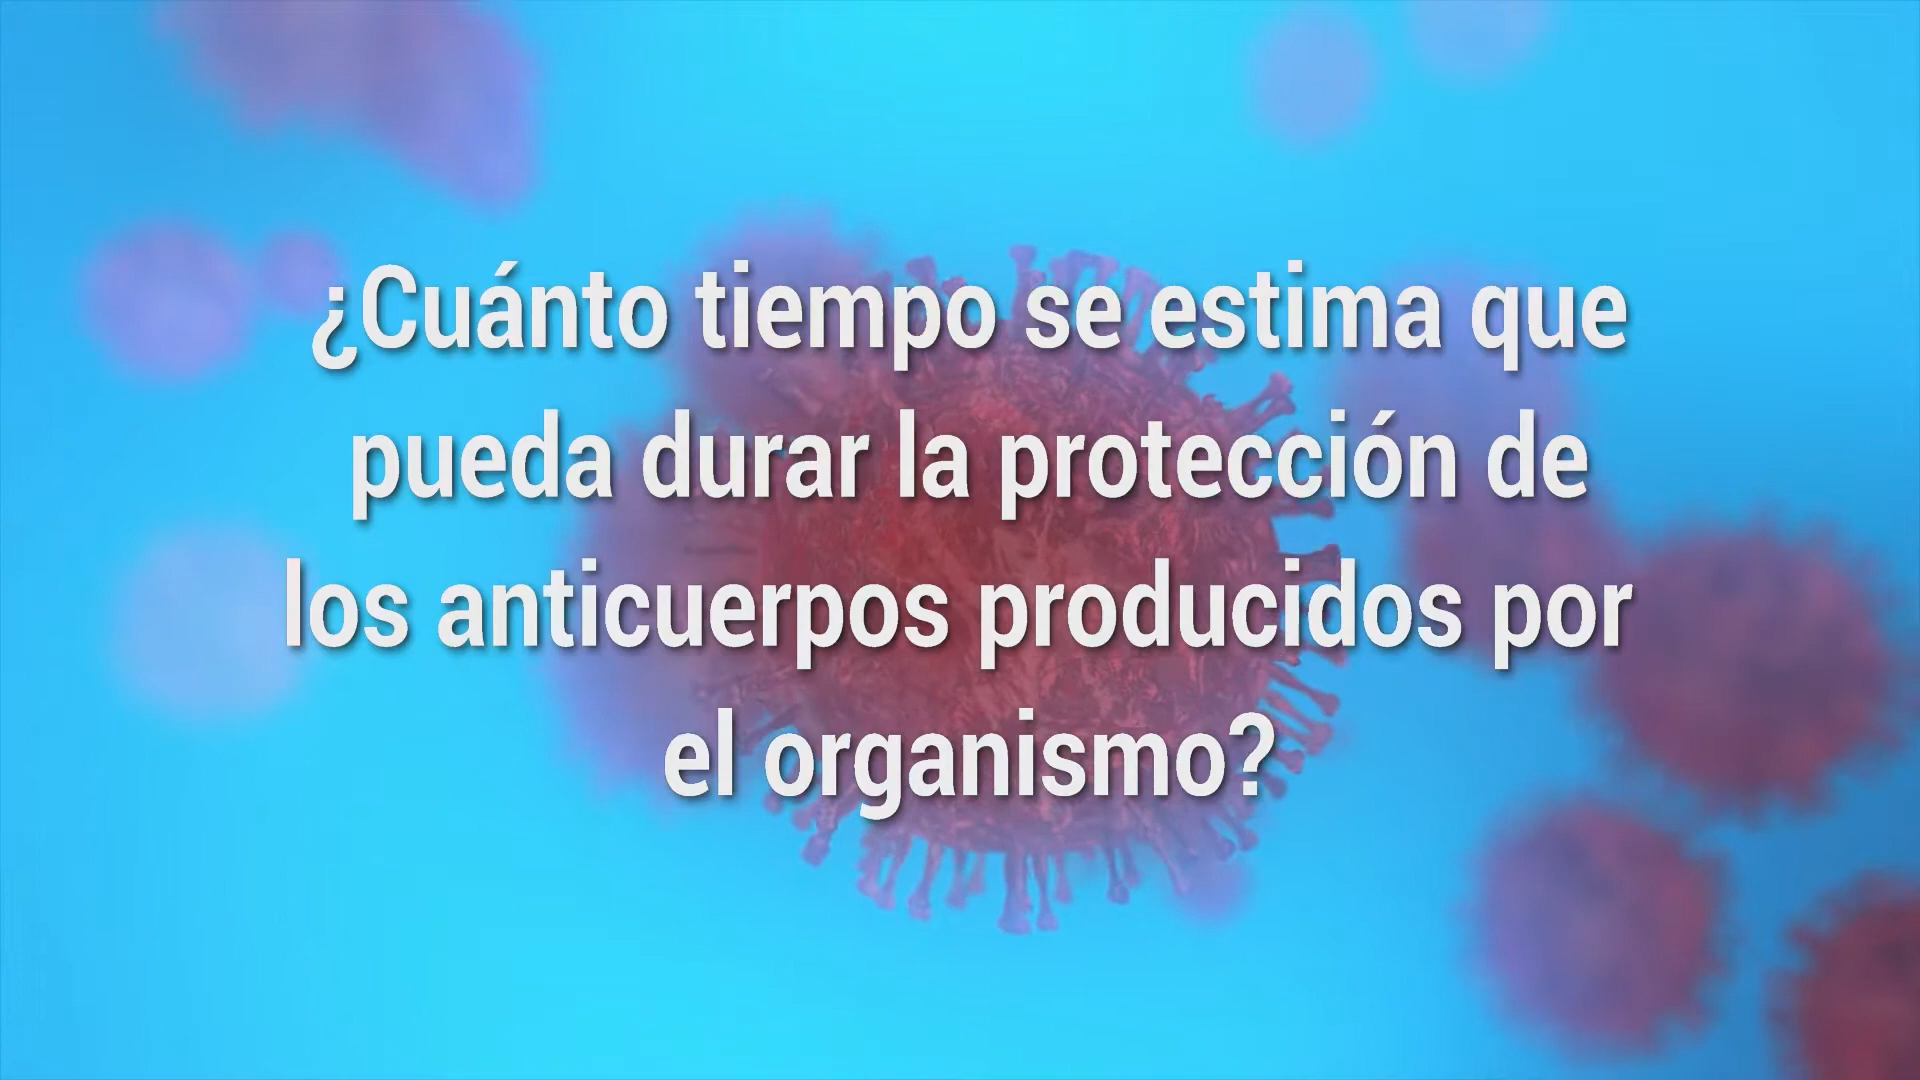 ¿Cuánto tiempo se estima que
pueda durar la protección de
los anticuerpos producidos por
el organismo?